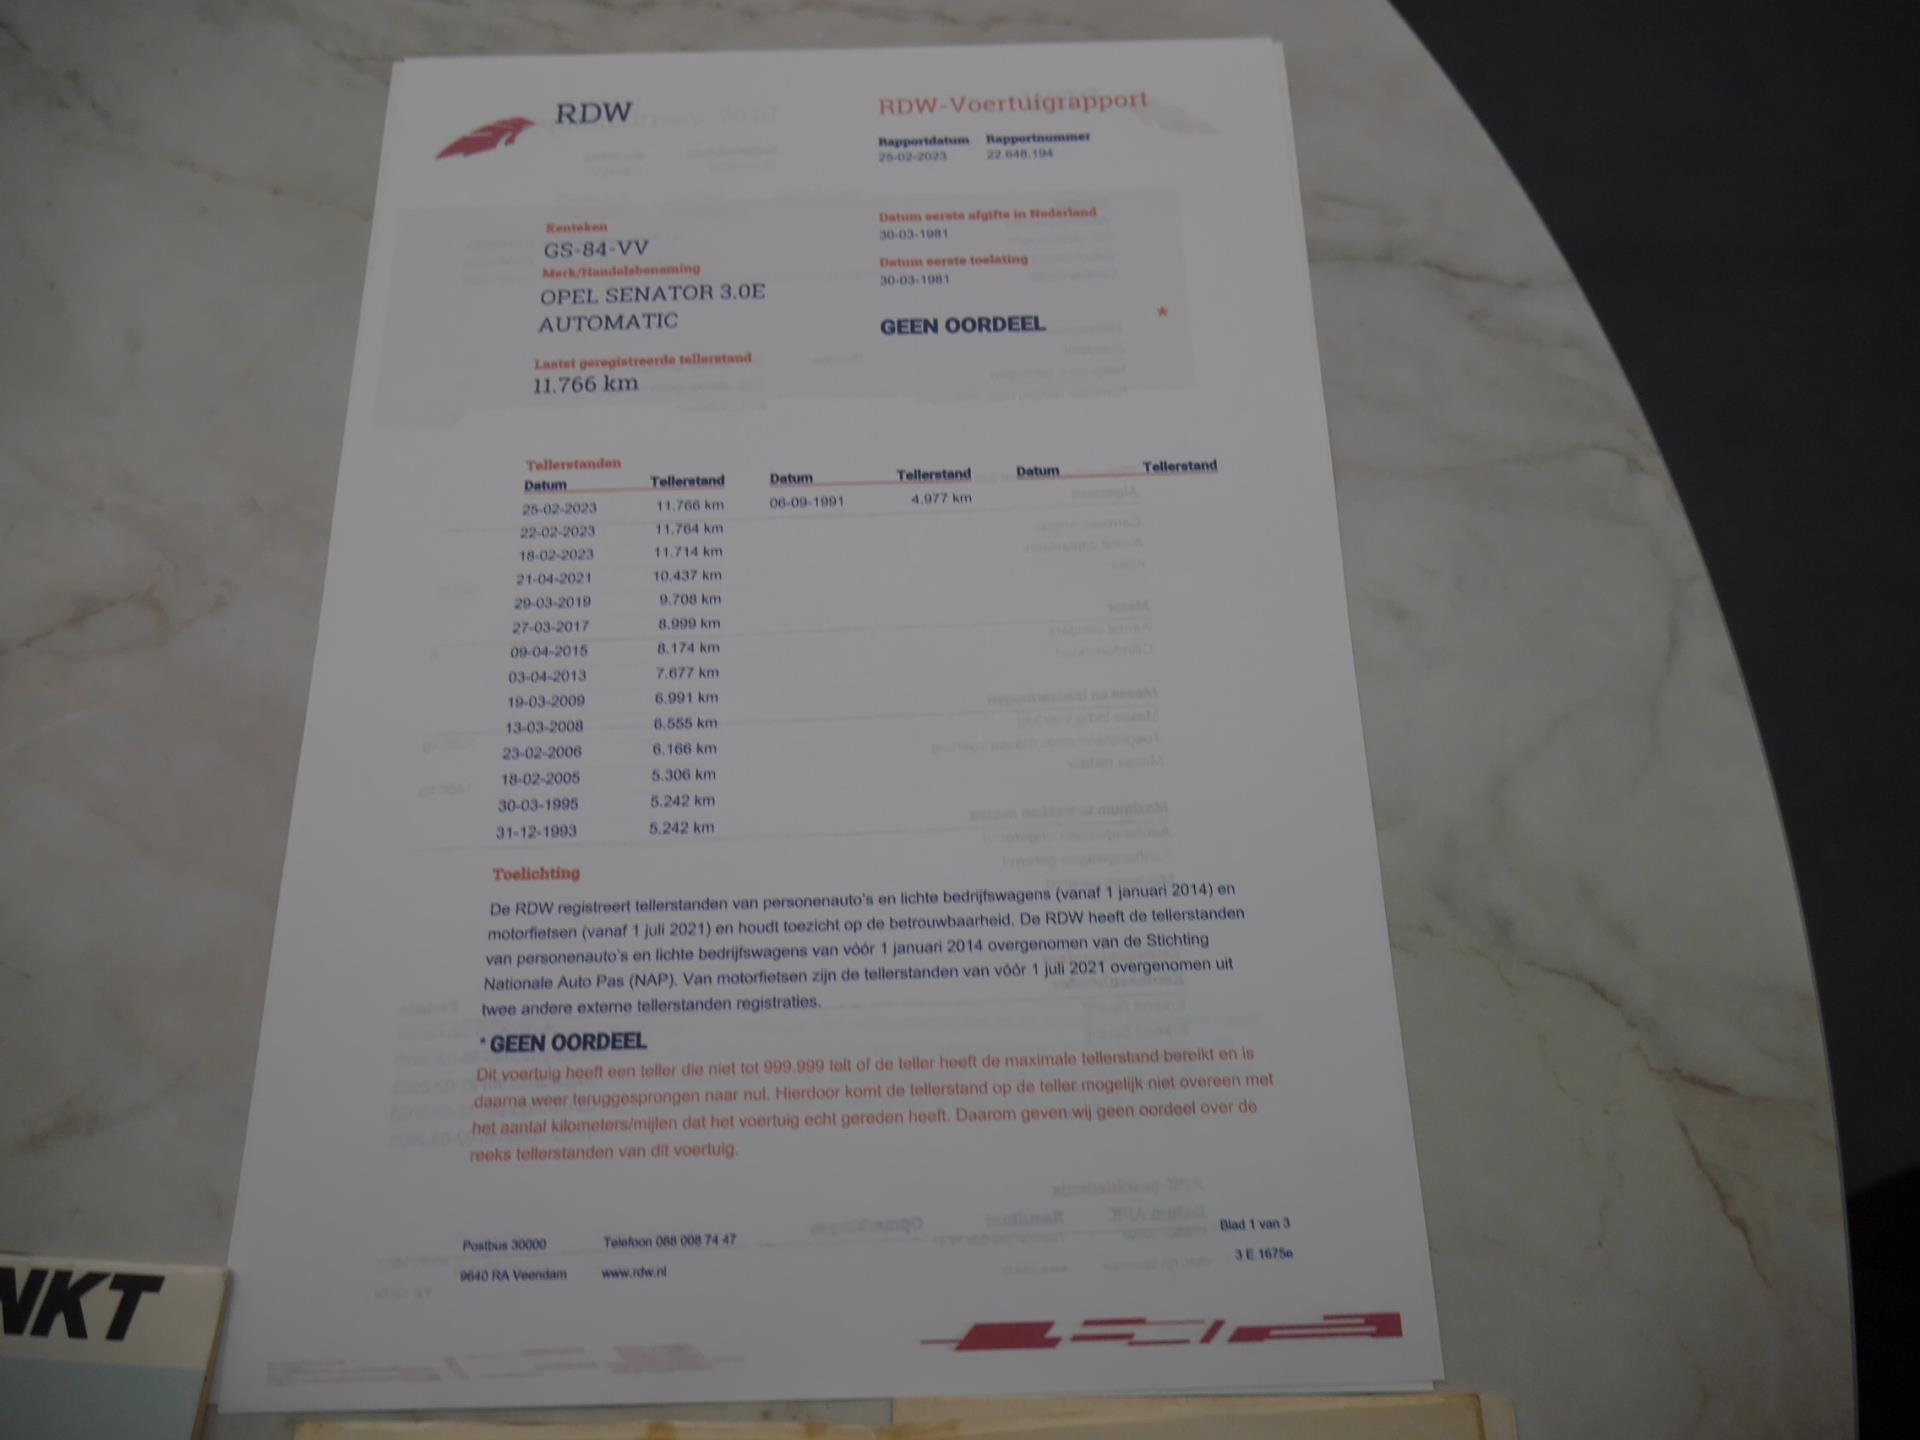 RDW
RDW-Voertuigrapport
Rapportdatum Rapportnummer
25-02-2023 22.648.194
Kenteken
GS-84-VV
Merk/Handelsbenaming
OPEL SENATOR 3.0E
AUTOMATIC
Laatst geregistreerde tellerstand
11.766 km
Datum eerste afgifte in Nederland
30-03-1981
Datum eerste toelating
30-03-1981
GEEN OORDEEL *
Tellerstanden
Datum Tellerstand Datum Tellerstand Datum Tellerstand
25-02-2023 11.766 km 06-09-1991 4.977 km
22-02-2023 11.764 km
18-02-2023 11.714 km
21-04-2021 10.437 km
29-03-2019 9.708 km
27-03-2017 8.999 km
09-04-2015 8.174 km
03-04-2013 7.677 km
19-03-2009 6.991 km
13-03-2008 6.555 km
23-02-2006 6.166 km
18-02-2005 5.306 km
30-03-1995 5.242 km
31-12-1993 5.242 km
Toelichting
De RDW registreert tellerstanden van personenauto's en lichte bedrijfswagens (vanaf 1 januari 2014) en
motorfietsen (vanaf 1 juli 2021) en houdt toezicht op de betrouwbaarheid. De RDW heeft de tellerstanden
van personenauto's en lichte bedrijfswagens van vóór 1 januari 2014 overgenomen van de Stichting
Nationale Auto Pas (NAP). Van motorfietsen zijn de tellerstanden van vóór 1 juli 2021 overgenomen uit
twee andere externe tellerstanden registraties.
* GEEN OORDEEL
Dit voertuig heeft een teller die niet tot 999.999 telt of de teller heeft de maximale tellerstand bereikt en is
daarna weer teruggesprongen naar nul. Hierdoor komt de tellerstand op de teller mogelijk niet overeen met
het aantal kilometers/mijlen dat het voertuig echt gereden heeft. Daarom geven wij geen oordeel over de
reeks tellerstanden van dit voertuig.
Postbus 30000 Telefoon 088 008 74 47
9640 RA Veendam www.rdw.nl
Blad 1 van 3
3 E 1675e
NKT